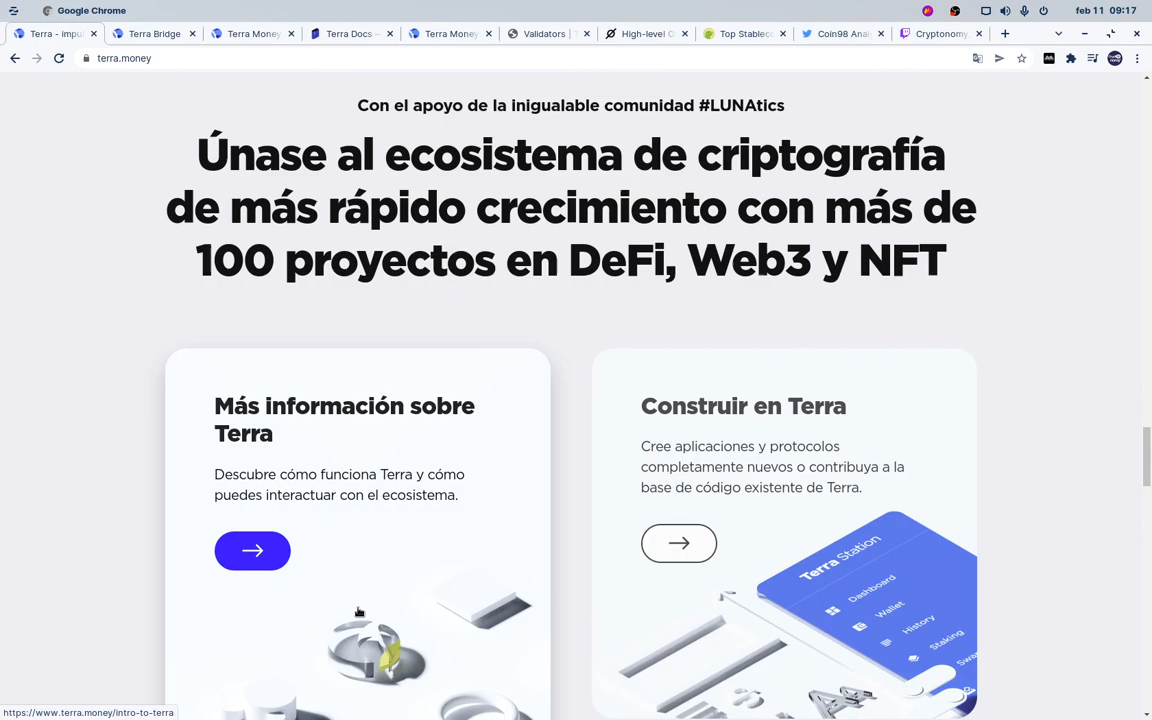 Google Chrome
feb 11 09:17
Terra - impu
Terra Bridge
Terra Money
Terra Docs —
Terra Money
Validators | T
High-level O
Top Stableco
Coin98 Anal
Cryptonomy
terra.money
Con el apoyo de la inigualable comunidad #LUNAtics
Únase al ecosistema de criptografía
de más rápido crecimiento con más de
100 proyectos en DeFi, Web3 y NFT
Más información sobre
Terra
Descubre cómo funciona Terra y cómo
puedes interactuar con el ecosistema.
Construir en Terra
Cree aplicaciones y protocolos
completamente nuevos o contribuya a la
base de código existente de Terra.
Terra Station
Dashboard
Wallet
History
Staking
Swap
https://www.terra.money/intro-to-terra